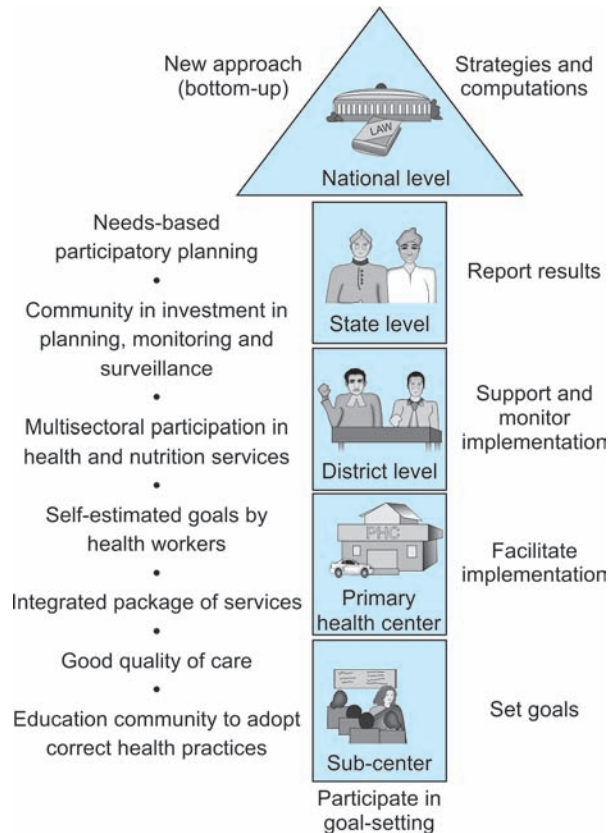 New approach
(bottom-up)
Strategies and
computations
LAW
National level
Needs-based
participatory planning
•
Community in investment in
planning, monitoring and
surveillance
•
Multisectoral participation in
health and nutrition services
•
Self-estimated goals by
health workers
•
Integrated package of services
•
Good quality of care
•
Education community to adopt
correct health practices
State level
Report results
District level
Support and
monitor
implementation
PHC
Primary
health center
Facilitate
implementation
Sub-center
Set goals
Participate in
goal-setting